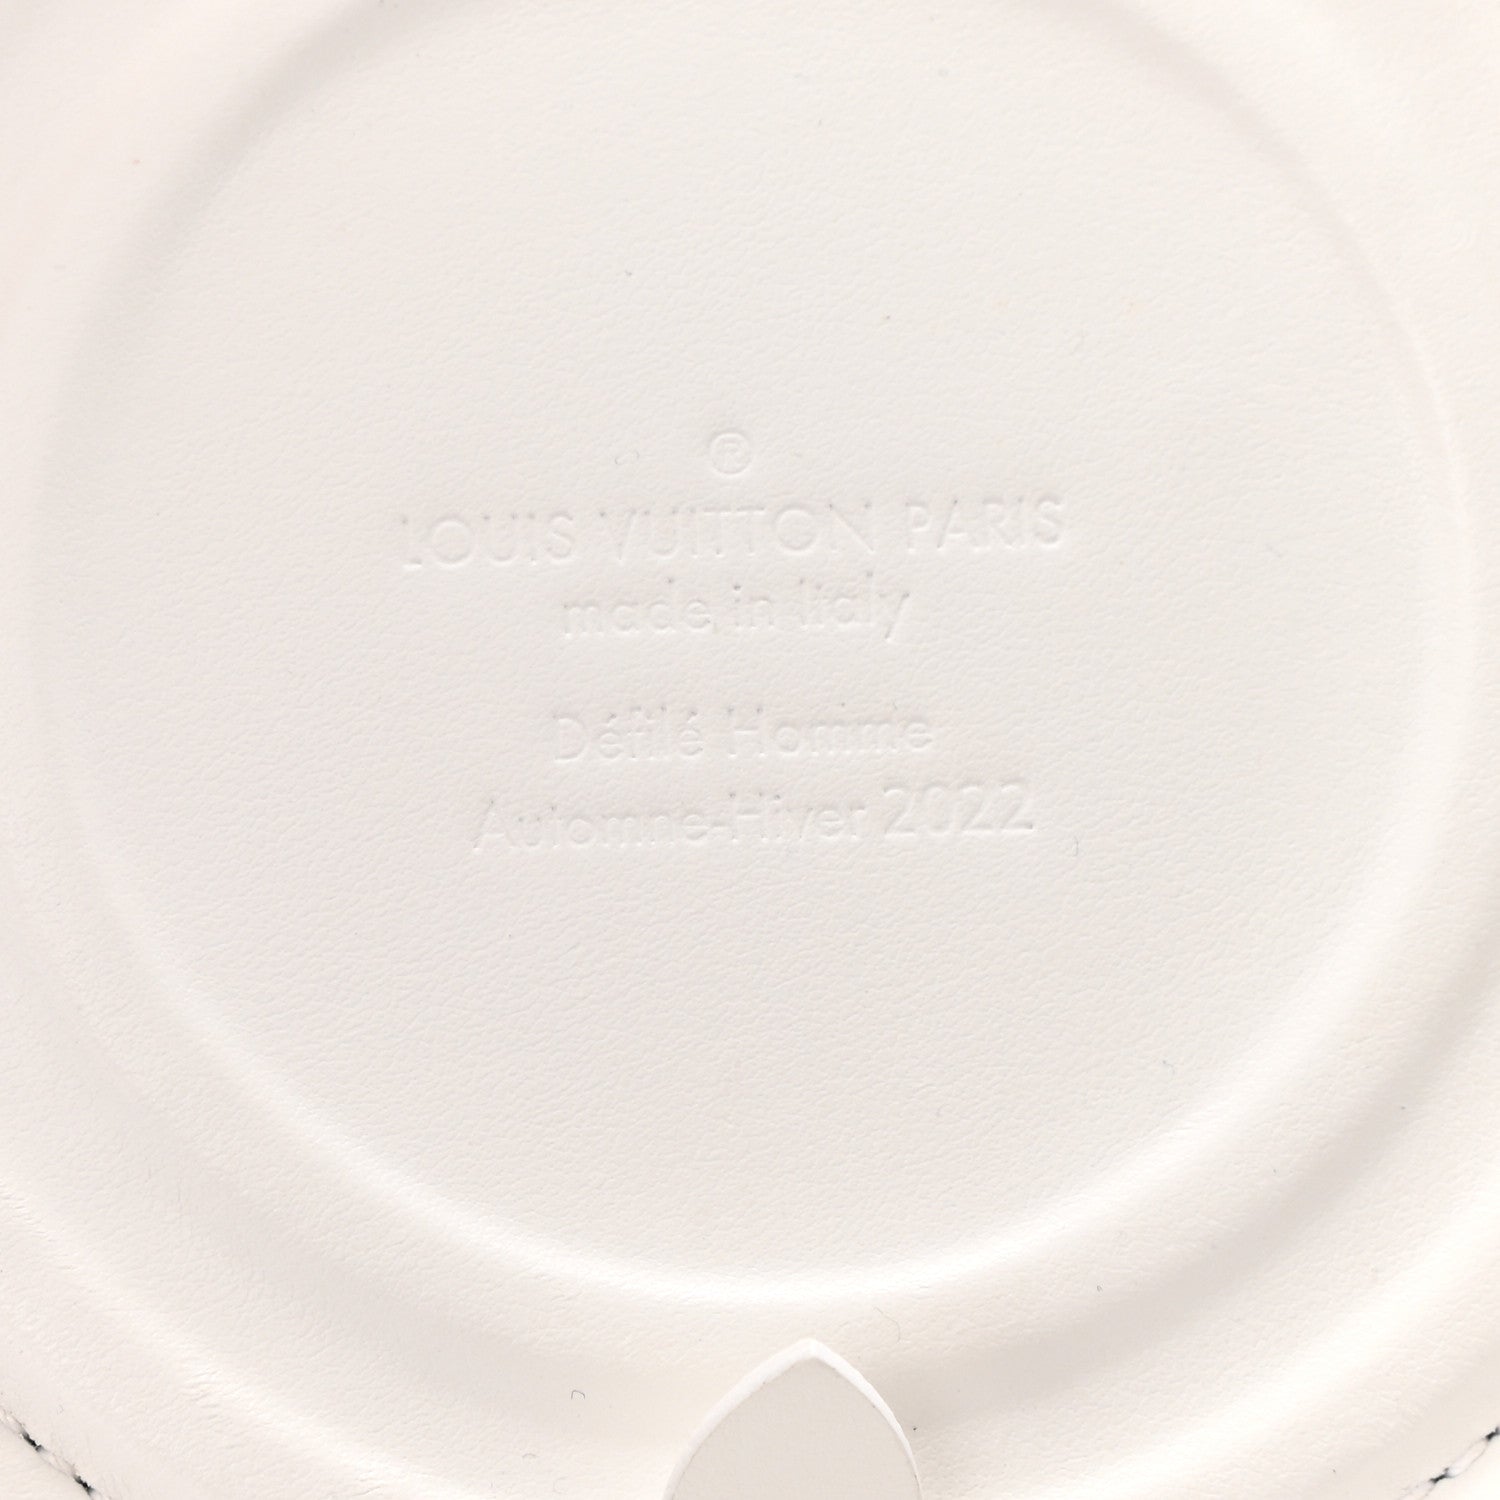 ®
LOUIS VUITTON PARIS
made in Italy
Défilé Homme
Automne-Hiver 2022